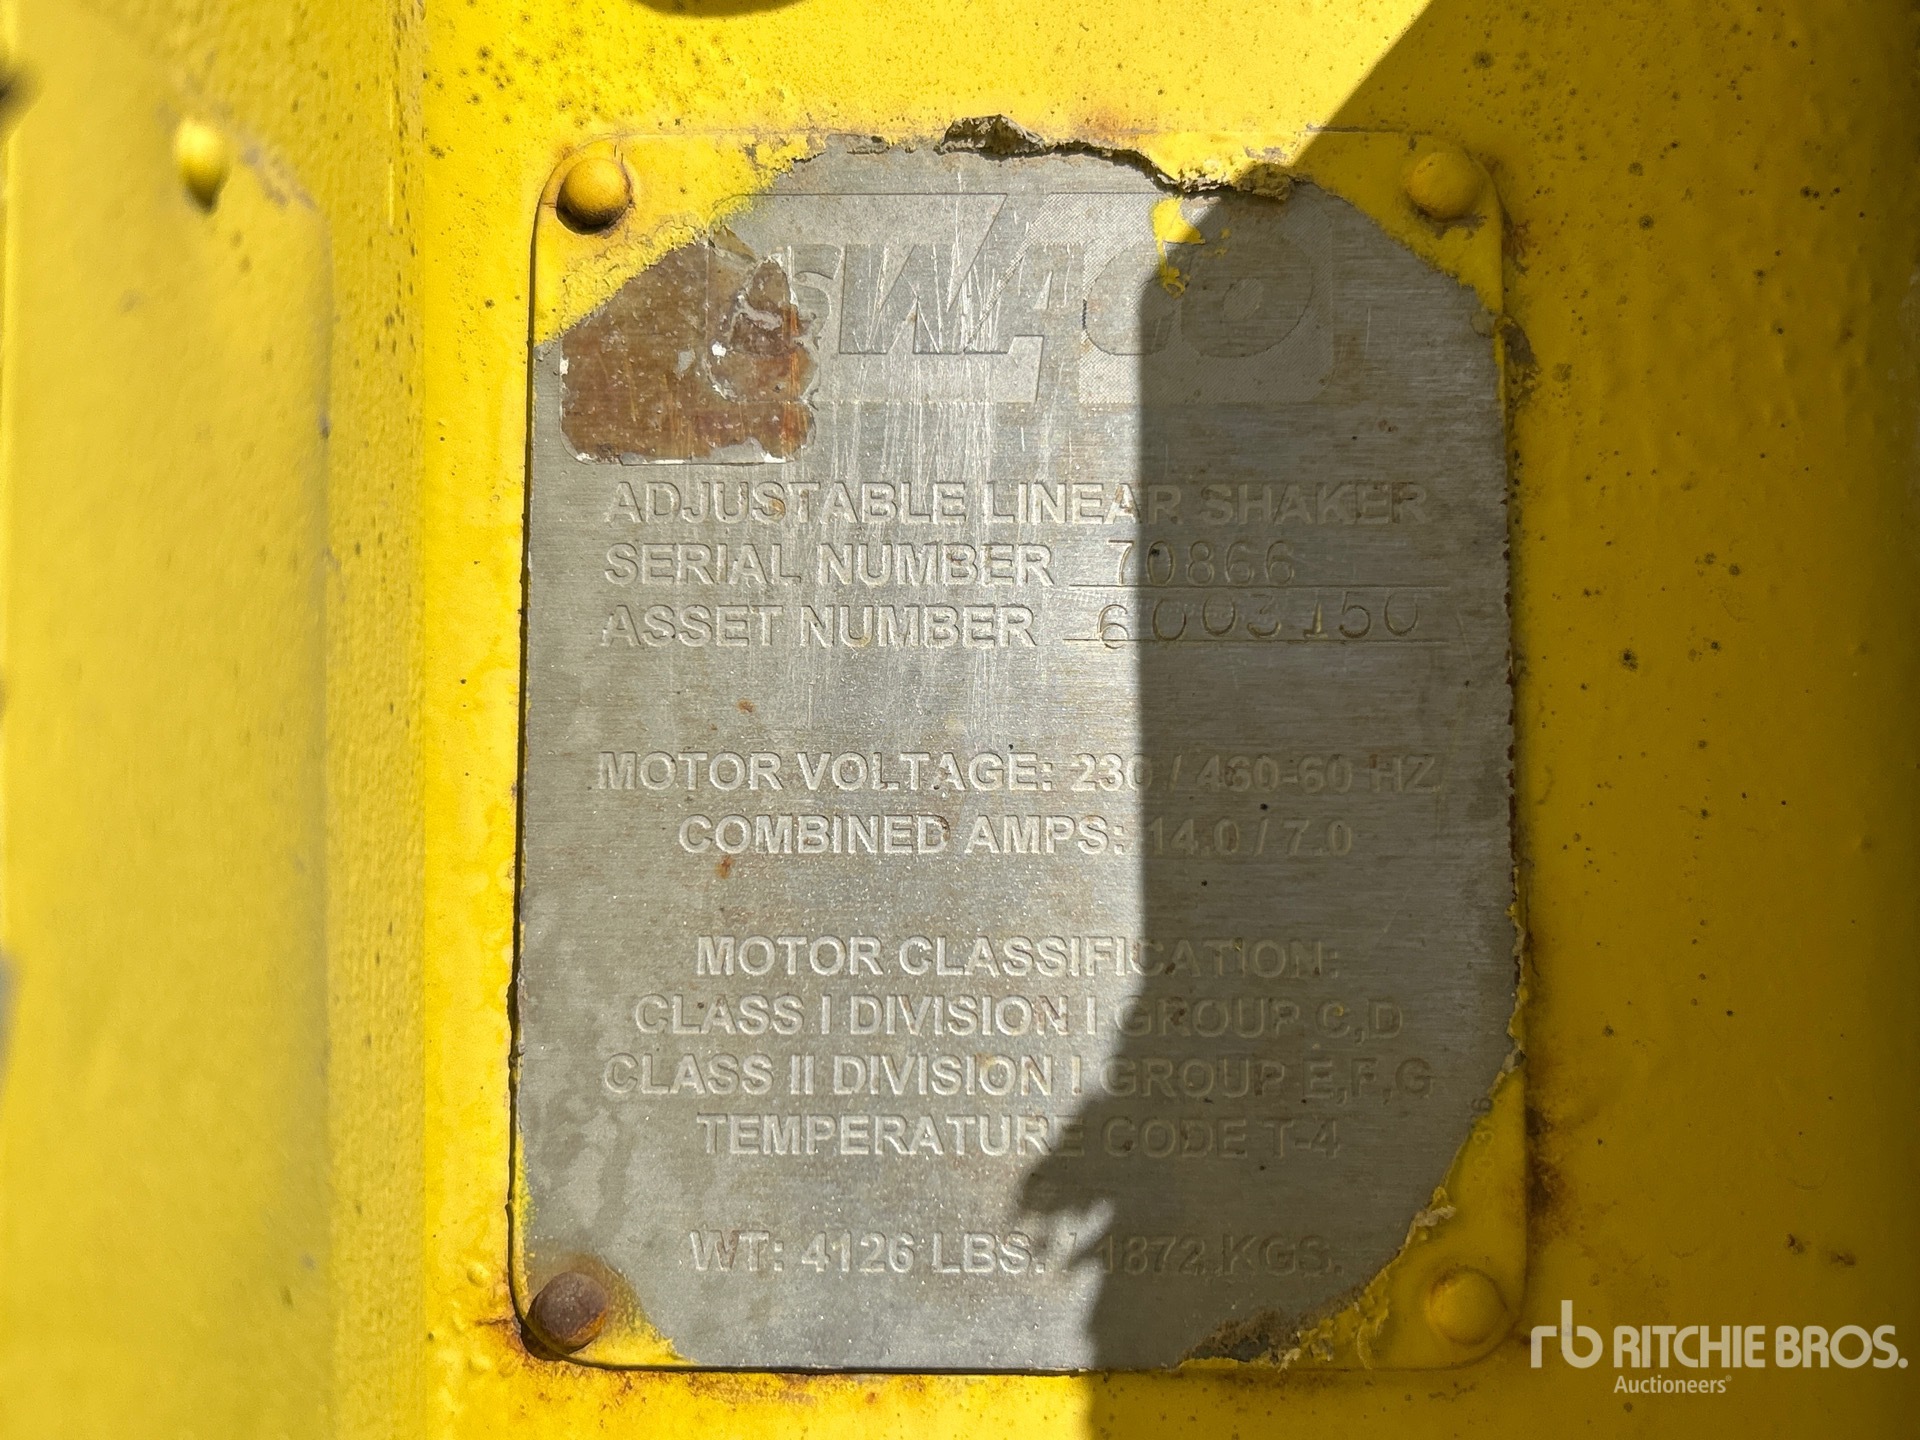 SWACO
ADJUSTABLE LINEAR SHAKER
SERIAL NUMBER 70866
ASSET NUMBER 6003150
MOTOR VOLTAGE: 230 / 460-60 HZ
COMBINED AMPS: 14.0 / 7.0
MOTOR CLASSIFICATION:
CLASS I DIVISION I GROUP C,D
CLASS II DIVISION I GROUP E,F,G
TEMPERATURE CODE T-4
WT: 4126 LBS. / 1872 KGS.
rb RITCHIE BROS.
Auctioneers